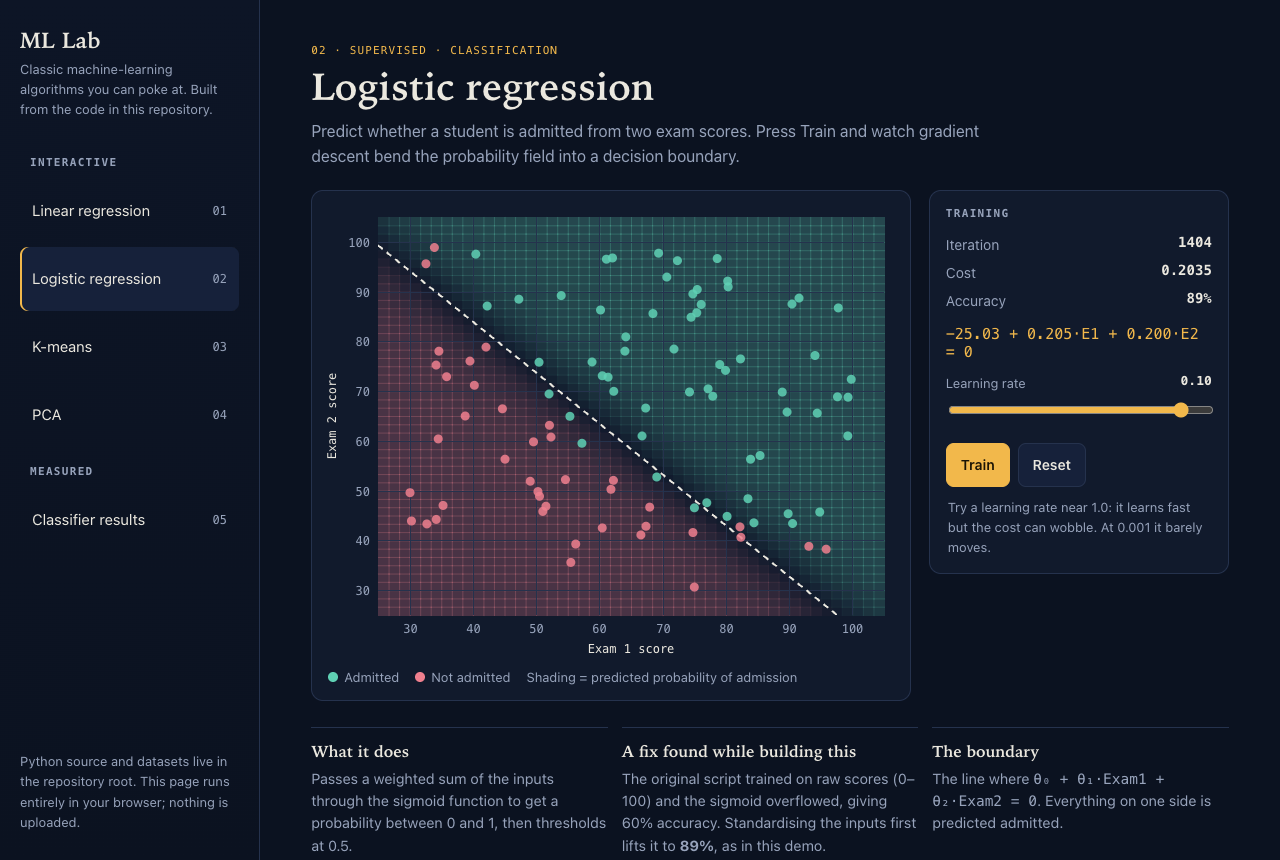 ML Lab
Classic machine-learning
algorithms you can poke at. Built
from the code in this repository.
INTERACTIVE
Linear regression 01
Logistic regression 02
K-means 03
PCA 04
MEASURED
Classifier results 05
Python source and datasets live in
the repository root. This page runs
entirely in your browser; nothing is
uploaded.
02 · SUPERVISED · CLASSIFICATION
Logistic regression
Predict whether a student is admitted from two exam scores. Press Train and watch gradient
descent bend the probability field into a decision boundary.
100
90
80
70
60
50
40
30
Exam 2 score
30 40 50 60 70 80 90 100
Exam 1 score
Admitted Not admitted Shading = predicted probability of admission
TRAINING
Iteration 1404
Cost 0.2035
Accuracy 89%
−25.03 + 0.205·E1 + 0.200·E2
= 0
Learning rate 0.10
Train Reset
Try a learning rate near 1.0: it learns fast
but the cost can wobble. At 0.001 it barely
moves.
What it does
Passes a weighted sum of the inputs
through the sigmoid function to get a
probability between 0 and 1, then thresholds
at 0.5.
A fix found while building this
The original script trained on raw scores (0–
100) and the sigmoid overflowed, giving
60% accuracy. Standardising the inputs first
lifts it to 89%, as in this demo.
The boundary
The line where θ₀ + θ₁·Exam1 +
θ₂·Exam2 = 0. Everything on one side is
predicted admitted.